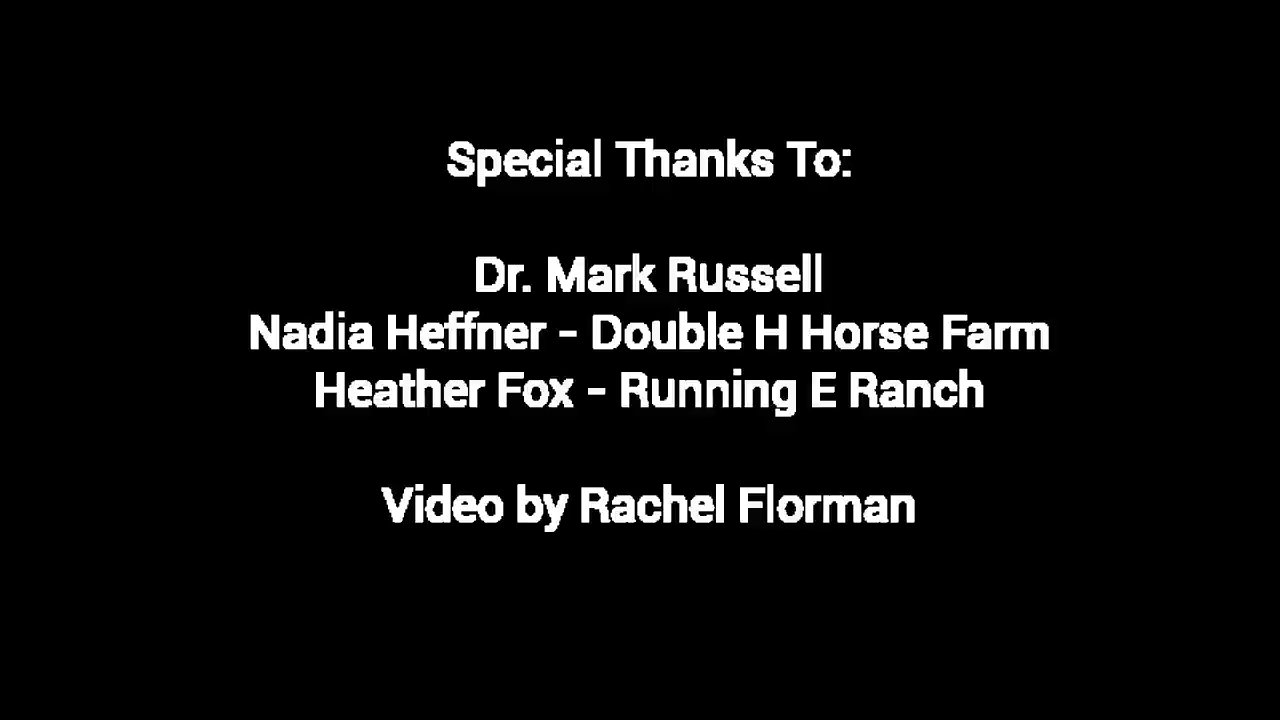 Special Thanks To:
Dr. Mark Russell
Nadia Heffner - Double H Horse Farm
Heather Fox - Running E Ranch
Video by Rachel Florman